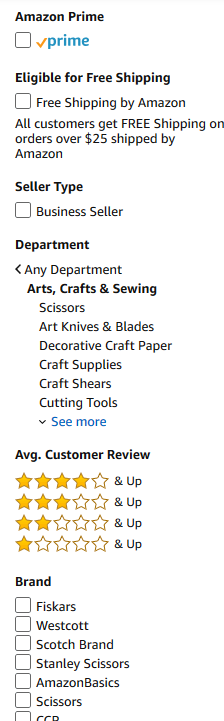 Amazon Prime
prime
Eligible for Free Shipping
Free Shipping by Amazon
All customers get FREE Shipping on
orders over $25 shipped by
Amazon
Seller Type
Business Seller
Department
Any Department
Arts, Crafts & Sewing
Scissors
Art Knives & Blades
Decorative Craft Paper
Craft Supplies
Craft Shears
Cutting Tools
See more
Avg. Customer Review
& Up
& Up
& Up
& Up
Brand
Fiskars
Westcott
Scotch Brand
Stanley Scissors
AmazonBasics
Scissors